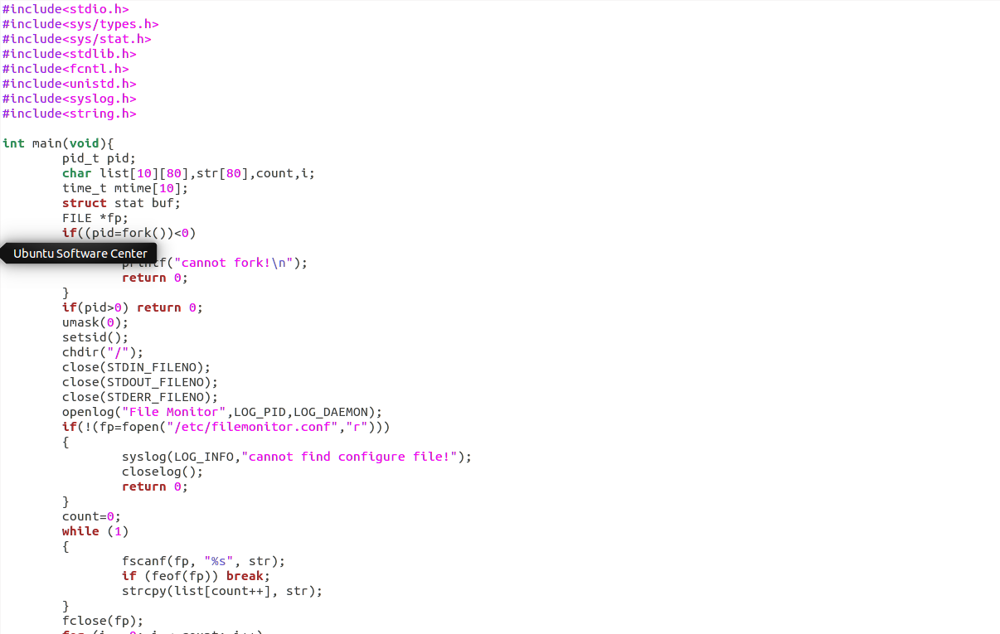 #include<stdio.h>
#include<sys/types.h>
#include<sys/stat.h>
#include<stdlib.h>
#include<fcntl.h>
#include<unistd.h>
#include<syslog.h>
#include<string.h>

int main(void){
        pid_t pid;
        char list[10][80],str[80],count,i;
        time_t mtime[10];
        struct stat buf;
        FILE *fp;
        if((pid=fork())<0)
Ubuntu Software Center
                printf("cannot fork!\n");
                return 0;
        }
        if(pid>0) return 0;
        umask(0);
        setsid();
        chdir("/");
        close(STDIN_FILENO);
        close(STDOUT_FILENO);
        close(STDERR_FILENO);
        openlog("File Monitor",LOG_PID,LOG_DAEMON);
        if(!(fp=fopen("/etc/filemonitor.conf","r")))
        {
                syslog(LOG_INFO,"cannot find configure file!");
                closelog();
                return 0;
        }
        count=0;
        while (1)
        {
                fscanf(fp, "%s", str);
                if (feof(fp)) break;
                strcpy(list[count++], str);
        }
        fclose(fp);
        for (i = 0; i < count; i++)